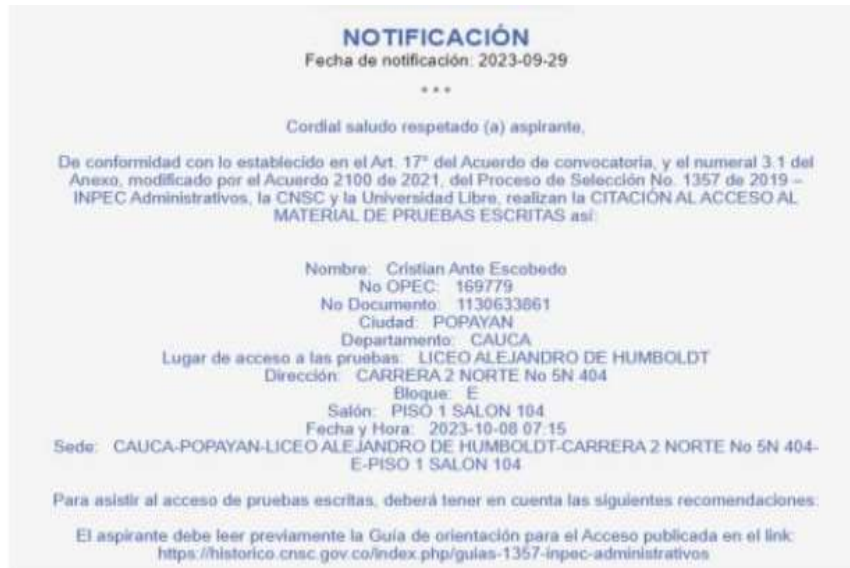 NOTIFICACIÓN
Fecha de notificación: 2023-09-29
***
Cordial saludo respetado (a) aspirante,
De conformidad con lo establecido en el Art. 17° del Acuerdo de convocatoria, y el numeral 3.1 del
Anexo, modificado por el Acuerdo 2100 de 2021, del Proceso de Selección No. 1357 de 2019 –
INPEC Administrativos, la CNSC y la Universidad Libre, realizan la CITACIÓN AL ACCESO AL
MATERIAL DE PRUEBAS ESCRITAS así:
Nombre: Cristian Ante Escobedo
No OPEC: 169779
No Documento: 1130633861
Ciudad: POPAYAN
Departamento: CAUCA
Lugar de acceso a las pruebas: LICEO ALEJANDRO DE HUMBOLDT
Dirección: CARRERA 2 NORTE No 5N 404
Bloque: E
Salón: PISO 1 SALON 104
Fecha y Hora: 2023-10-08 07:15
Sede: CAUCA-POPAYAN-LICEO ALEJANDRO DE HUMBOLDT-CARRERA 2 NORTE No 5N 404-
E-PISO 1 SALON 104
Para asistir al acceso de pruebas escritas, deberá tener en cuenta las siguientes recomendaciones:
El aspirante debe leer previamente la Guía de orientación para el Acceso publicada en el link:
https://historico.cnsc.gov.co/index.php/guias-1357-inpec-administrativos